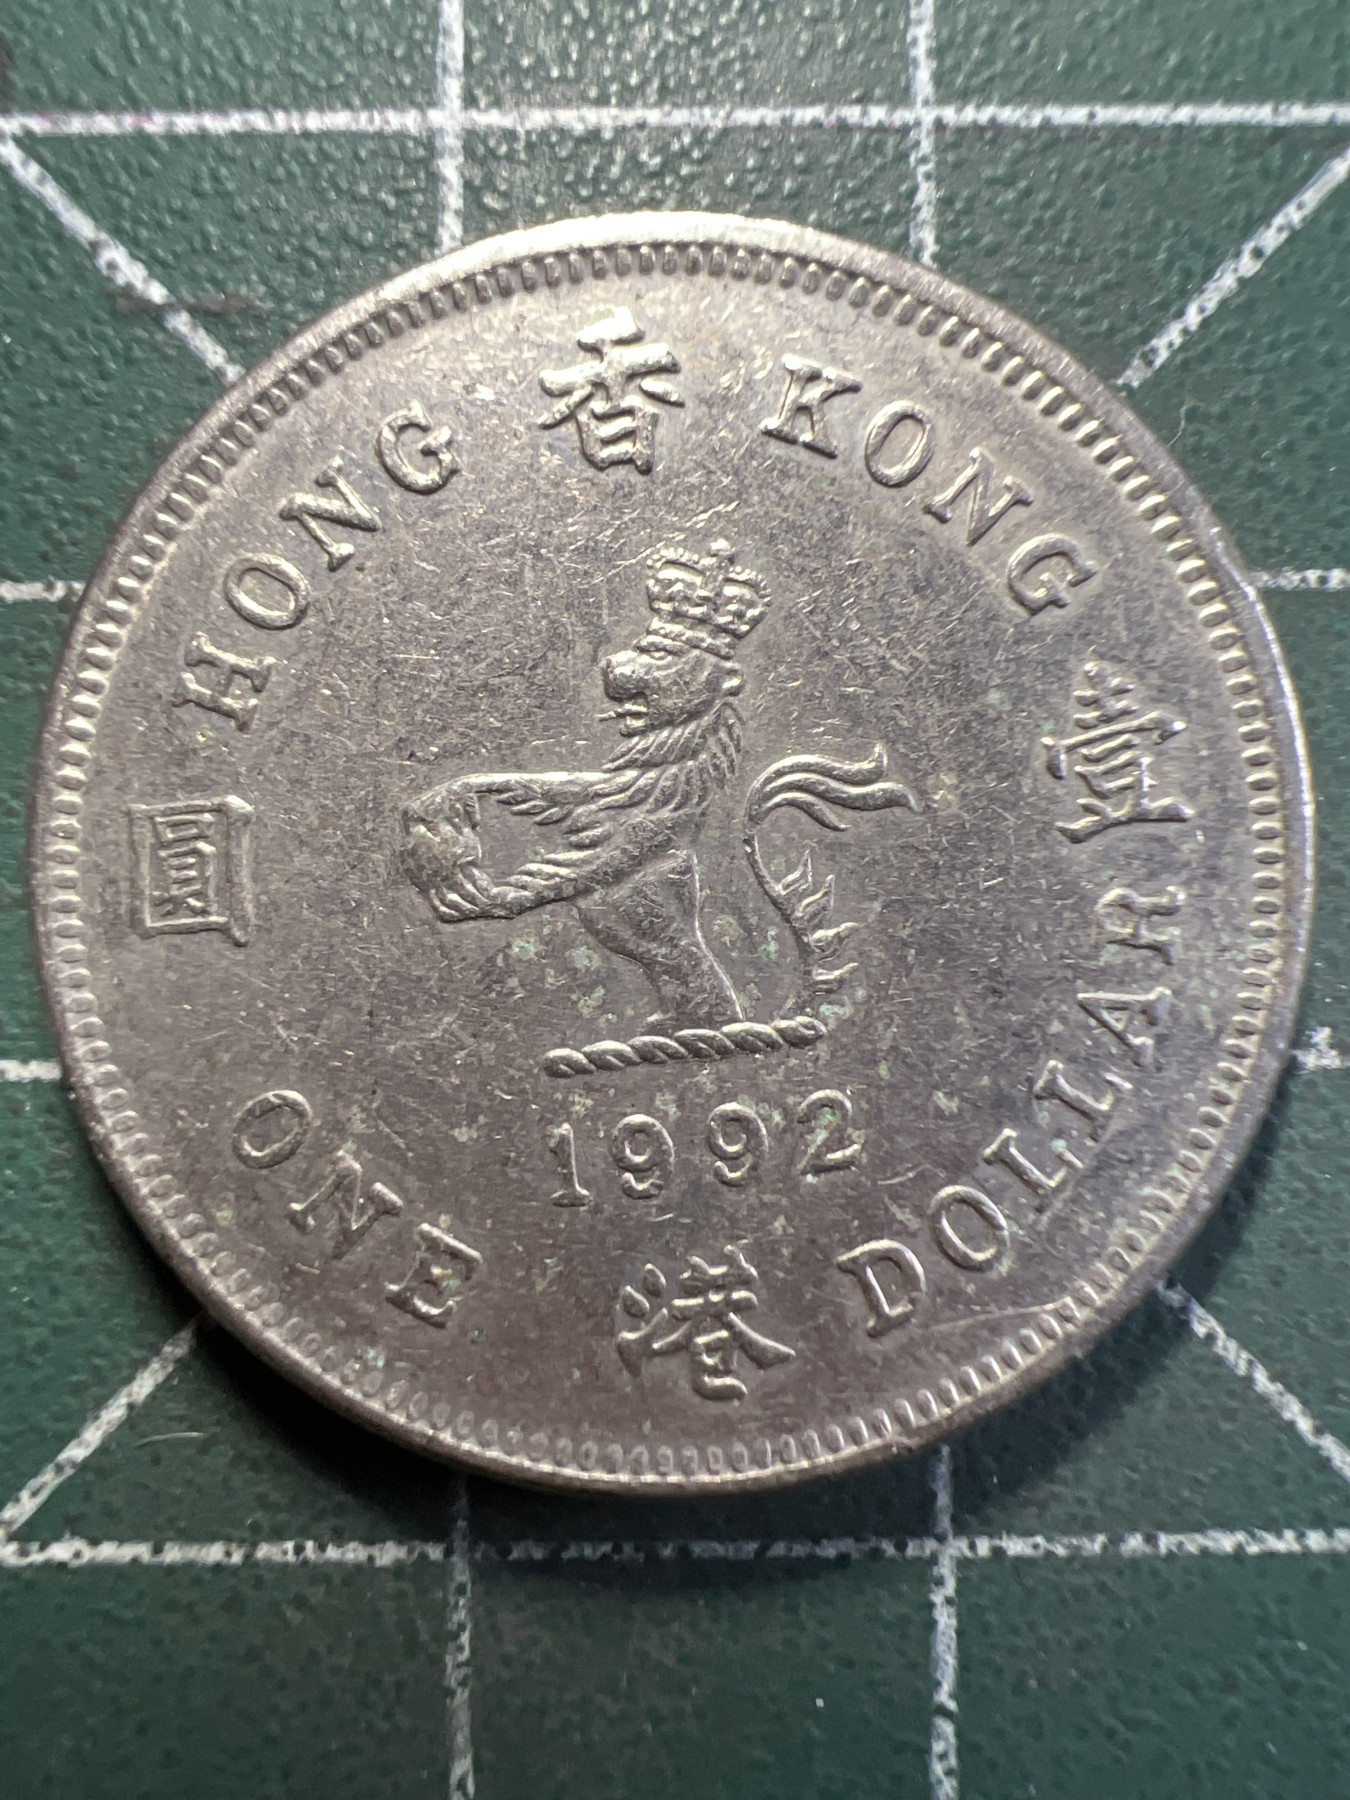 HONG KONG
香
港
壹
圓
1992
ONE DOLLAR